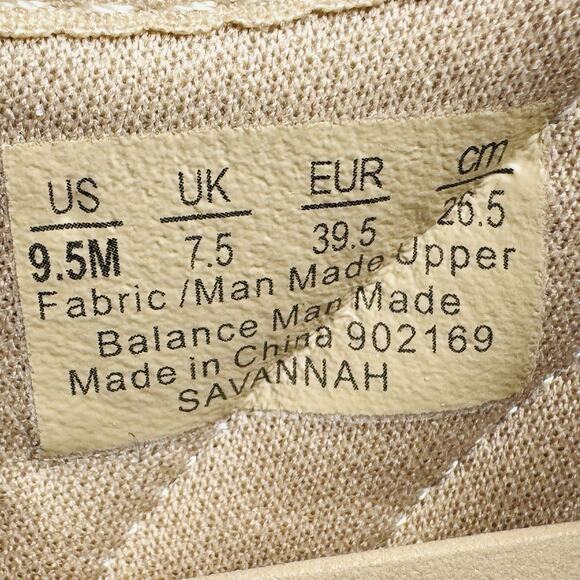 US UK EUR cm
9.5M 7.5 39.5 26.5
Fabric /Man Made Upper
Balance Man Made
Made in China 902169
SAVANNAH